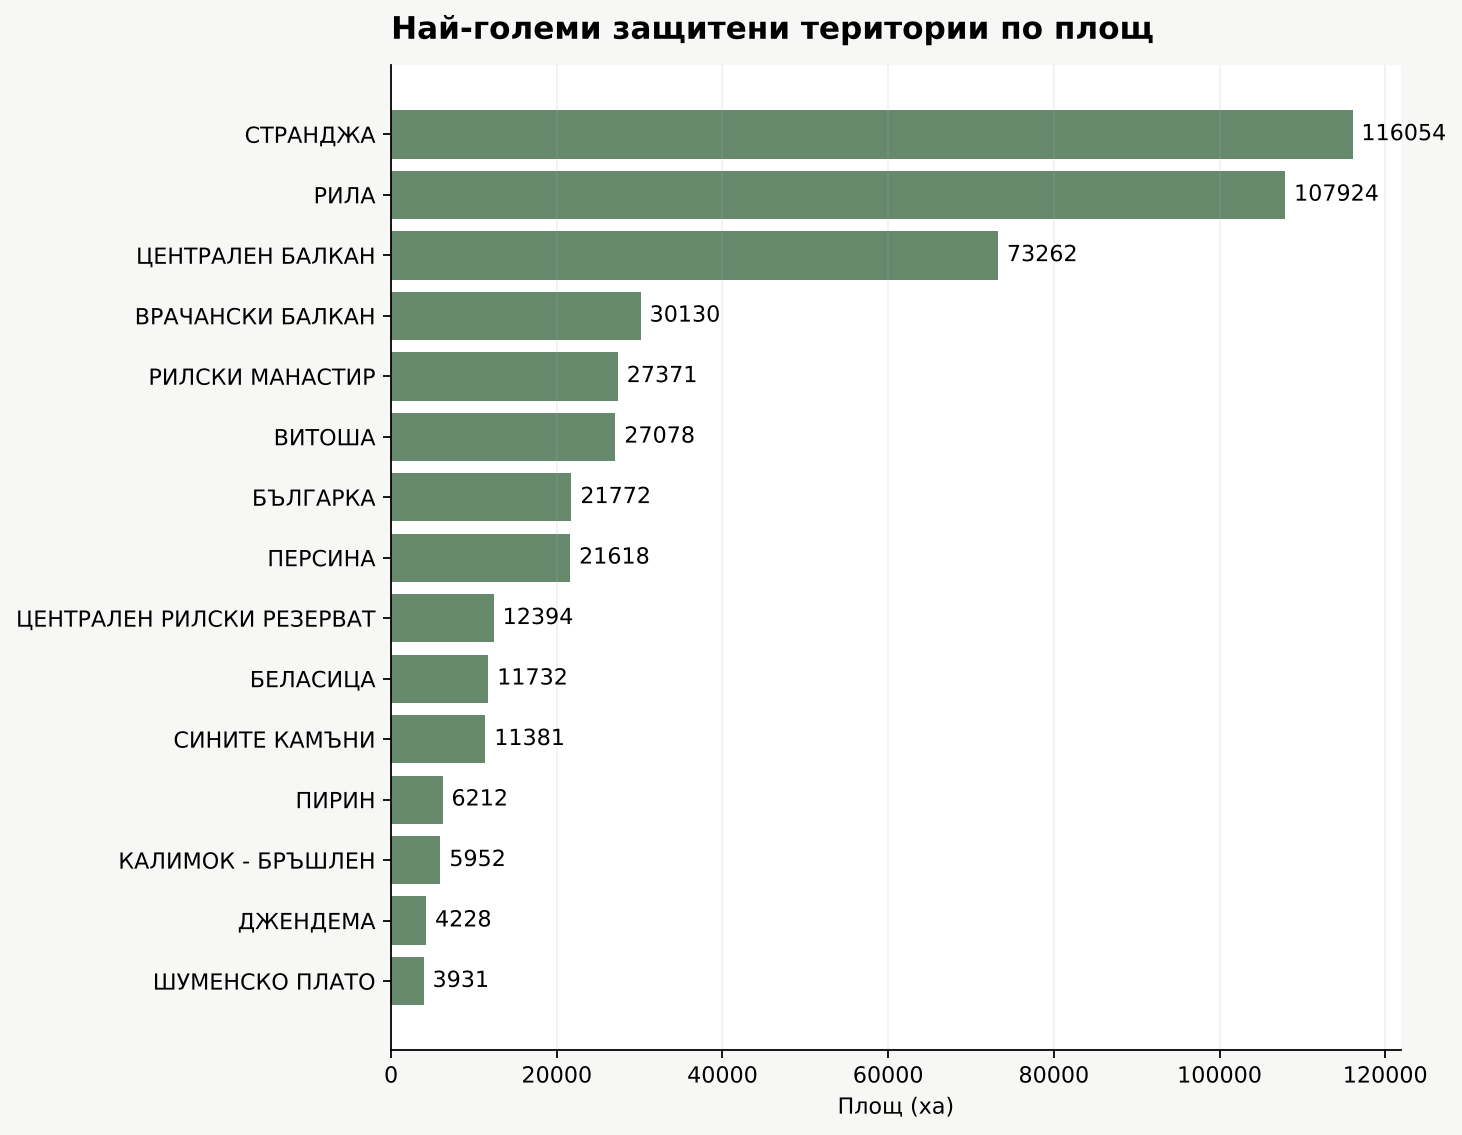 Най-големи защитени територии по площ
СТРАНДЖА 116054
РИЛА 107924
ЦЕНТРАЛЕН БАЛКАН 73262
ВРАЧАНСКИ БАЛКАН 30130
РИЛСКИ МАНАСТИР 27371
ВИТОША 27078
БЪЛГАРКА 21772
ПЕРСИНА 21618
ЦЕНТРАЛЕН РИЛСКИ РЕЗЕРВАТ 12394
БЕЛАСИЦА 11732
СИНИТЕ КАМЪНИ 11381
ПИРИН 6212
КАЛИМОК - БРЪШЛЕН 5952
ДЖЕНДЕМА 4228
ШУМЕНСКО ПЛАТО 3931
0 20000 40000 60000 80000 100000 120000
Площ (ха)